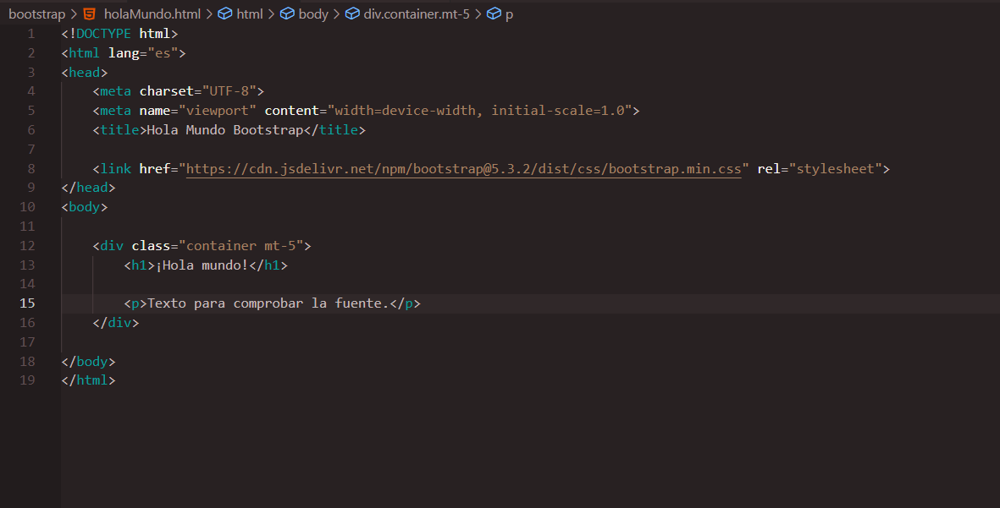 bootstrap > holaMundo.html > html > body > div.container.mt-5 > p
1 <!DOCTYPE html>
2 <html lang="es">
3 <head>
4     <meta charset="UTF-8">
5     <meta name="viewport" content="width=device-width, initial-scale=1.0">
6     <title>Hola Mundo Bootstrap</title>
7
8     <link href="https://cdn.jsdelivr.net/npm/bootstrap@5.3.2/dist/css/bootstrap.min.css" rel="stylesheet">
9 </head>
10 <body>
11
12     <div class="container mt-5">
13         <h1>¡Hola mundo!</h1>
14
15         <p>Texto para comprobar la fuente.</p>
16     </div>
17
18 </body>
19 </html>